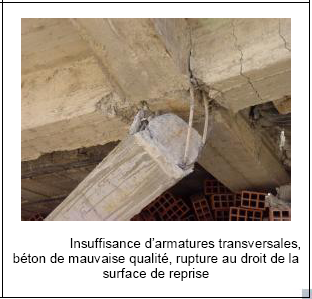 Insuffisance d'armatures transversales,
béton de mauvaise qualité, rupture au droit de la
surface de reprise